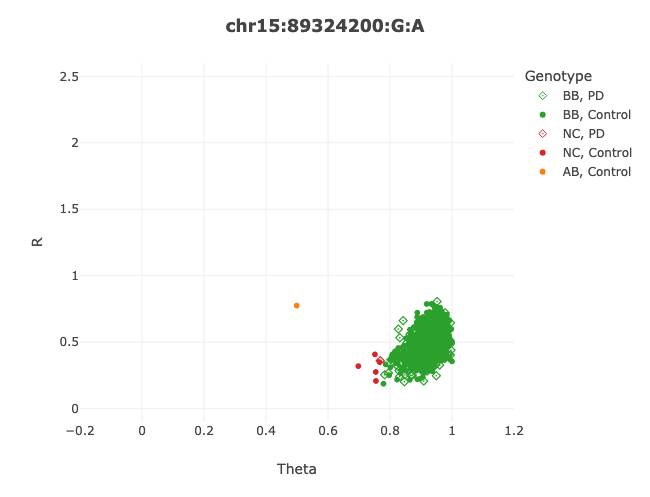 chr15:89324200:G:A
Genotype
BB, PD
BB, Control
NC, PD
NC, Control
AB, Control
2.5
2
1.5
1
0.5
0
R
−0.2 0 0.2 0.4 0.6 0.8 1 1.2
Theta